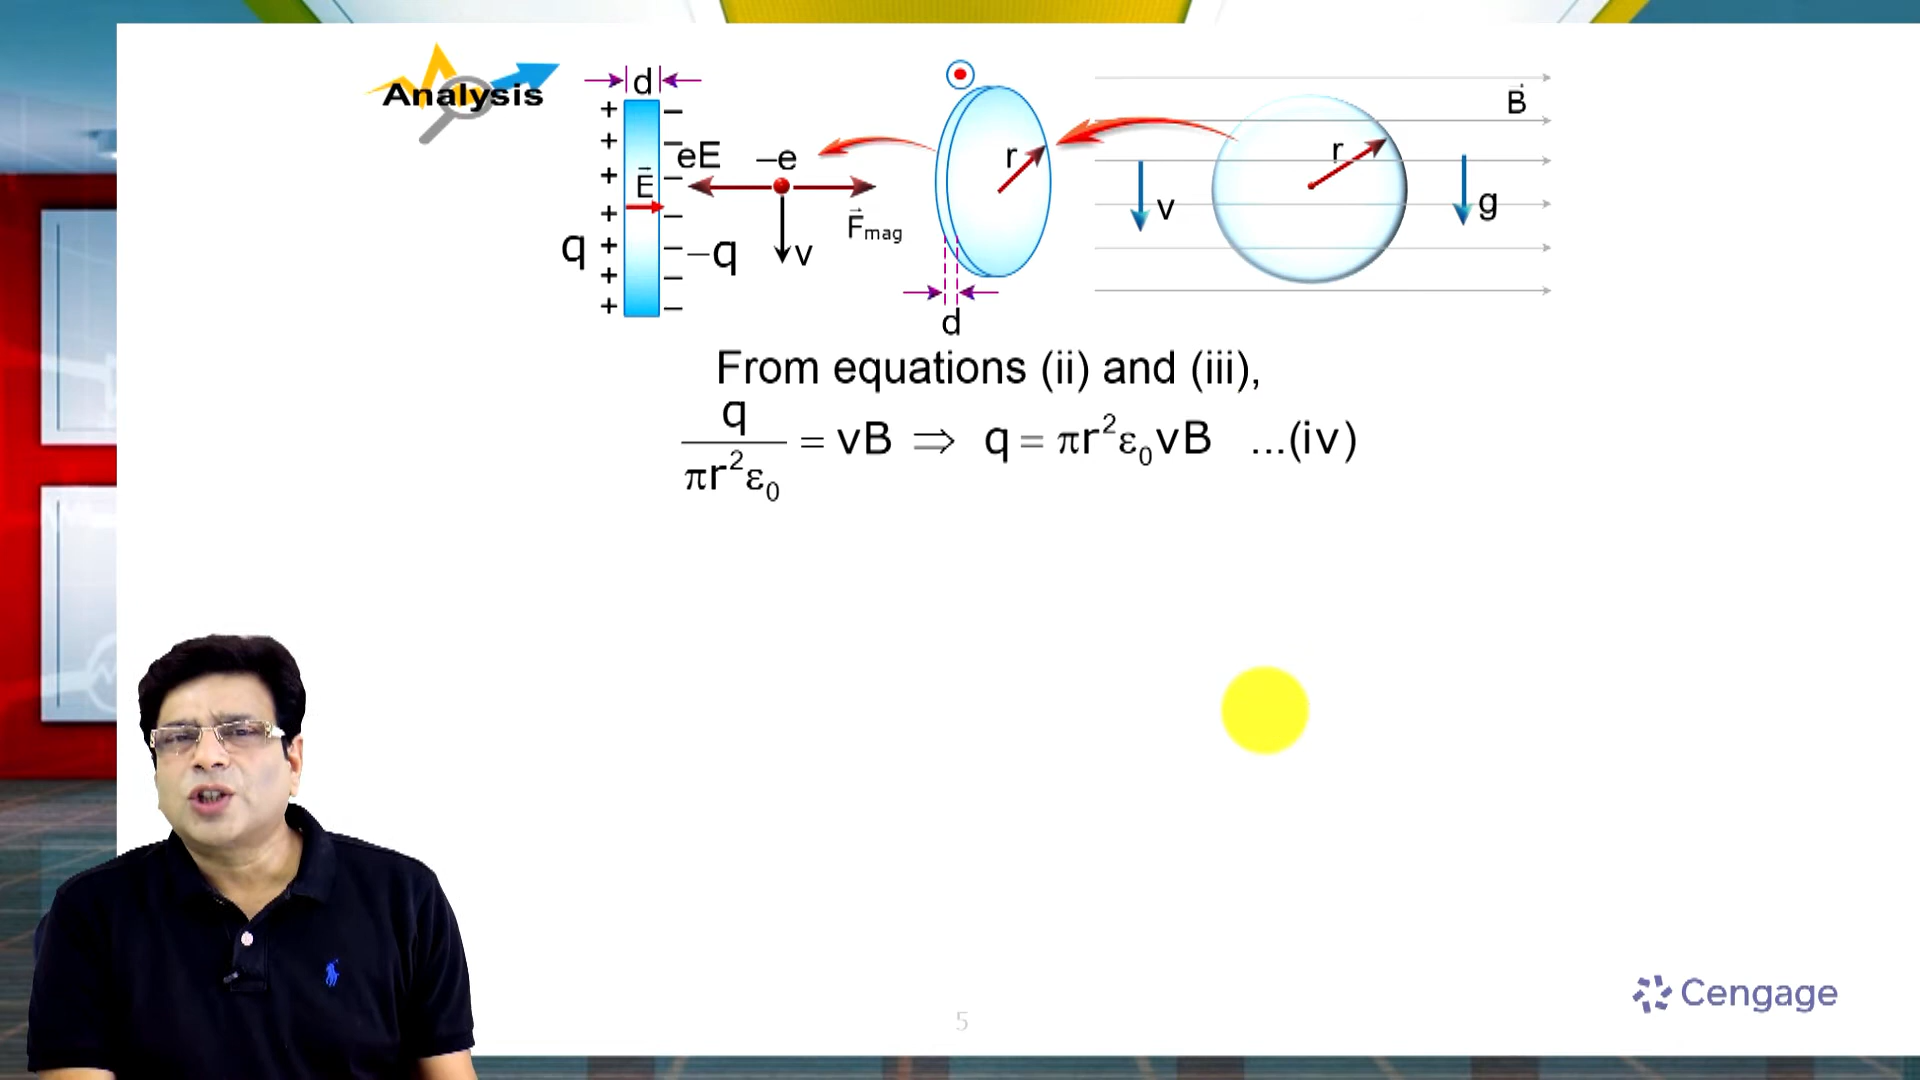 Analysis
d
+ −
+ −
eE −e
+ E⃗ −
+ −
q + − −q
+ −
+ −
v
F⃗mag
r
d
v
r
g
B⃗
From equations (ii) and (iii),
q/πr²ε₀ = vB ⇒ q = πr²ε₀vB ...(iv)
Cengage
5